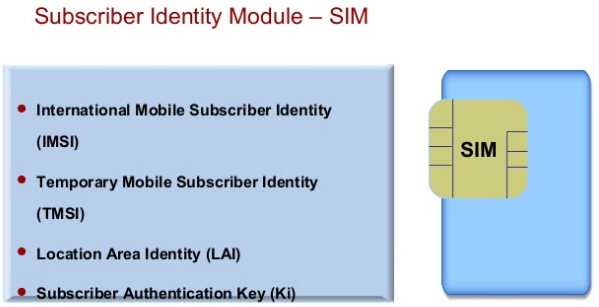 Subscriber Identity Module – SIM
International Mobile Subscriber Identity
(IMSI)
Temporary Mobile Subscriber Identity
(TMSI)
Location Area Identity (LAI)
Subscriber Authentication Key (Ki)
SIM